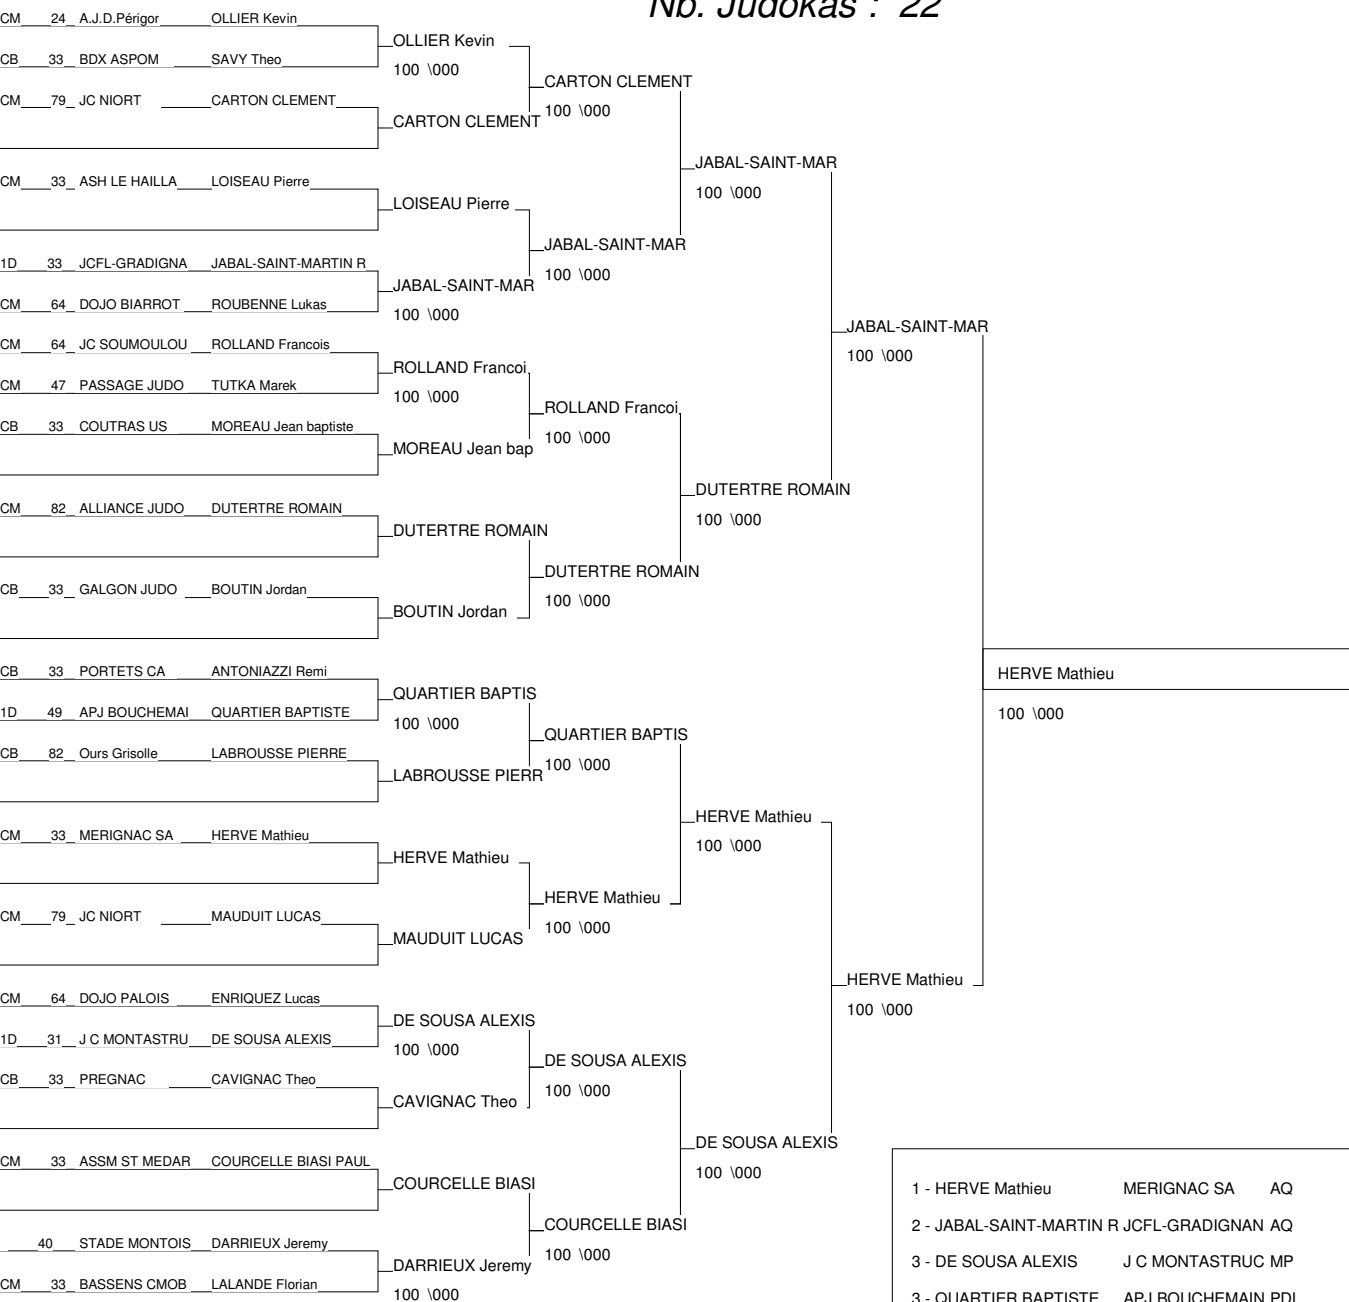 Nb. Judokas : 22
CM 24 A.J.D.Périgor OLLIER Kevin
CB 33 BDX ASPOM SAVY Theo
CM 79 JC NIORT CARTON CLEMENT
CM 33 ASH LE HAILLA LOISEAU Pierre
1D 33 JCFL-GRADIGNA JABAL-SAINT-MARTIN R
CM 64 DOJO BIARROT ROUBENNE Lukas
CM 64 JC SOUMOULOU ROLLAND Francois
CM 47 PASSAGE JUDO TUTKA Marek
CB 33 COUTRAS US MOREAU Jean baptiste
CM 82 ALLIANCE JUDO DUTERTRE ROMAIN
CB 33 GALGON JUDO BOUTIN Jordan
CB 33 PORTETS CA ANTONIAZZI Remi
1D 49 APJ BOUCHEMAI QUARTIER BAPTISTE
CB 82 Ours Grisolle LABROUSSE PIERRE
CM 33 MERIGNAC SA HERVE Mathieu
CM 79 JC NIORT MAUDUIT LUCAS
CM 64 DOJO PALOIS ENRIQUEZ Lucas
1D 31 J C MONTASTRU DE SOUSA ALEXIS
CB 33 PREGNAC CAVIGNAC Theo
CM 33 ASSM ST MEDAR COURCELLE BIASI PAUL
40 STADE MONTOIS DARRIEUX Jeremy
CM 33 BASSENS CMOB LALANDE Florian
OLLIER Kevin
100 \000
CARTON CLEMENT
LOISEAU Pierre
JABAL-SAINT-MAR
100 \000
ROLLAND Francoi
100 \000
MOREAU Jean bap
DUTERTRE ROMAIN
BOUTIN Jordan
QUARTIER BAPTIS
100 \000
LABROUSSE PIERR
HERVE Mathieu
MAUDUIT LUCAS
DE SOUSA ALEXIS
100 \000
CAVIGNAC Theo
COURCELLE BIASI
DARRIEUX Jeremy
100 \000
CARTON CLEMENT
100 \000
JABAL-SAINT-MAR
100 \000
ROLLAND Francoi
100 \000
DUTERTRE ROMAIN
100 \000
QUARTIER BAPTIS
100 \000
HERVE Mathieu
100 \000
DE SOUSA ALEXIS
100 \000
COURCELLE BIASI
100 \000
JABAL-SAINT-MAR
100 \000
DUTERTRE ROMAIN
100 \000
HERVE Mathieu
100 \000
DE SOUSA ALEXIS
100 \000
JABAL-SAINT-MAR
100 \000
HERVE Mathieu
100 \000
HERVE Mathieu
100 \000
1 - HERVE Mathieu MERIGNAC SA AQ
2 - JABAL-SAINT-MARTIN R JCFL-GRADIGNAN AQ
3 - DE SOUSA ALEXIS J C MONTASTRUC MP
3 - QUARTIER BAPTISTE APJ BOUCHEMAIN PDL